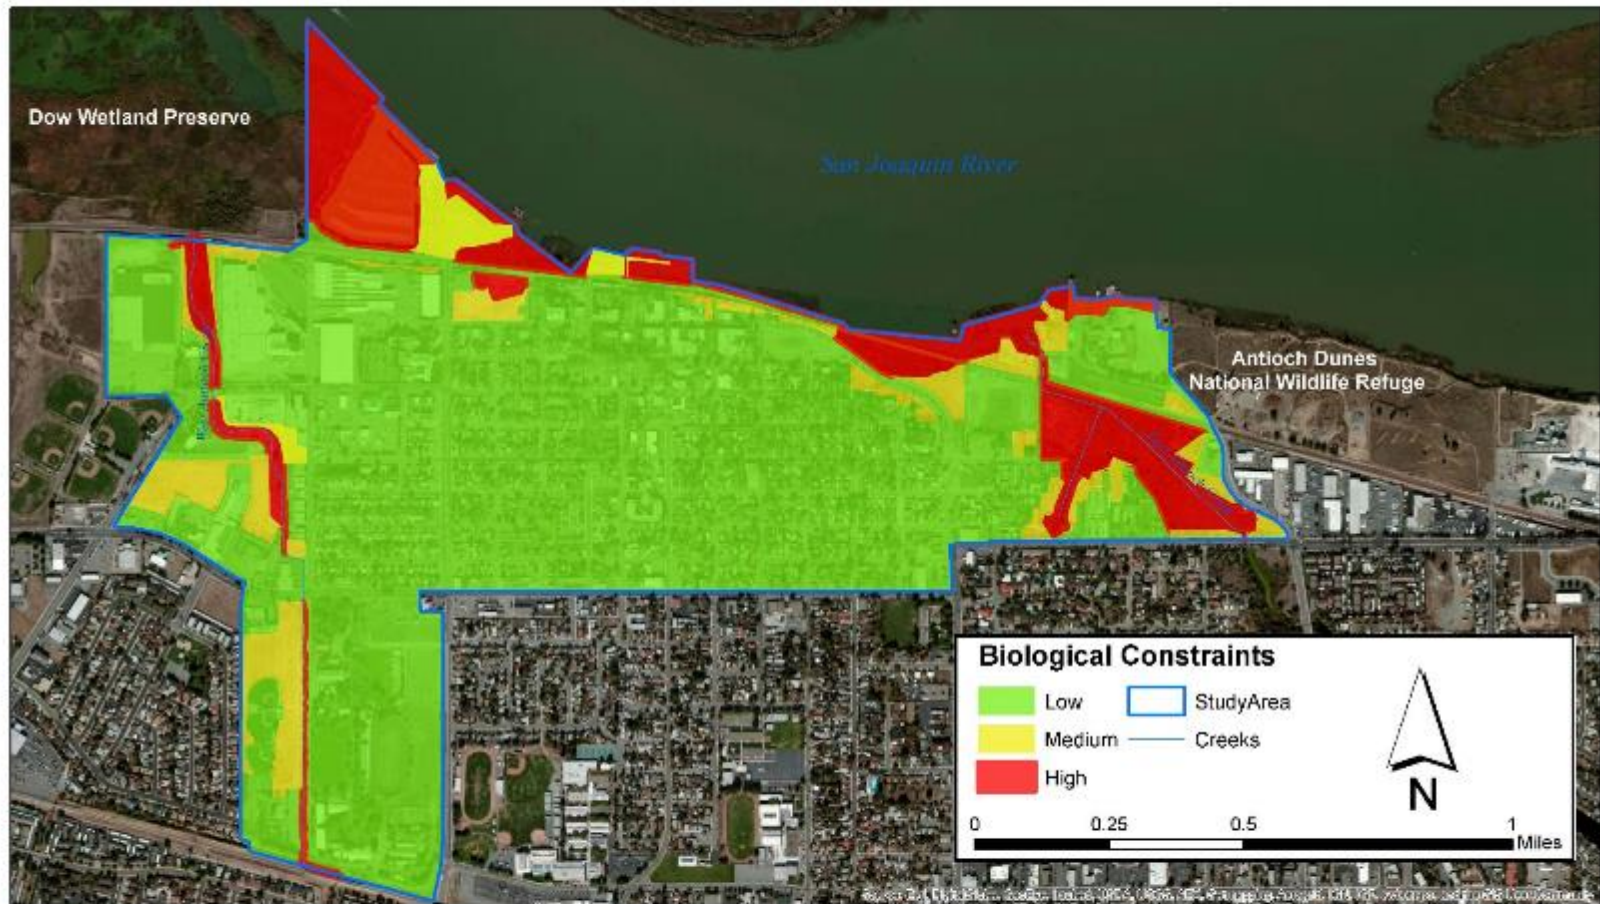 Dow Wetland Preserve
San Joaquin River
Antioch Dunes
National Wildlife Refuge
Biological Constraints
Low
StudyArea
Medium
Creeks
High
N
0
0.25
0.5
1
Miles